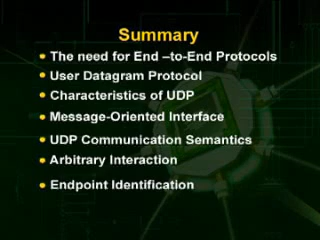 Summary
The need for End –to-End Protocols
User Datagram Protocol
Characteristics of UDP
Message-Oriented Interface
UDP Communication Semantics
Arbitrary Interaction
Endpoint Identification